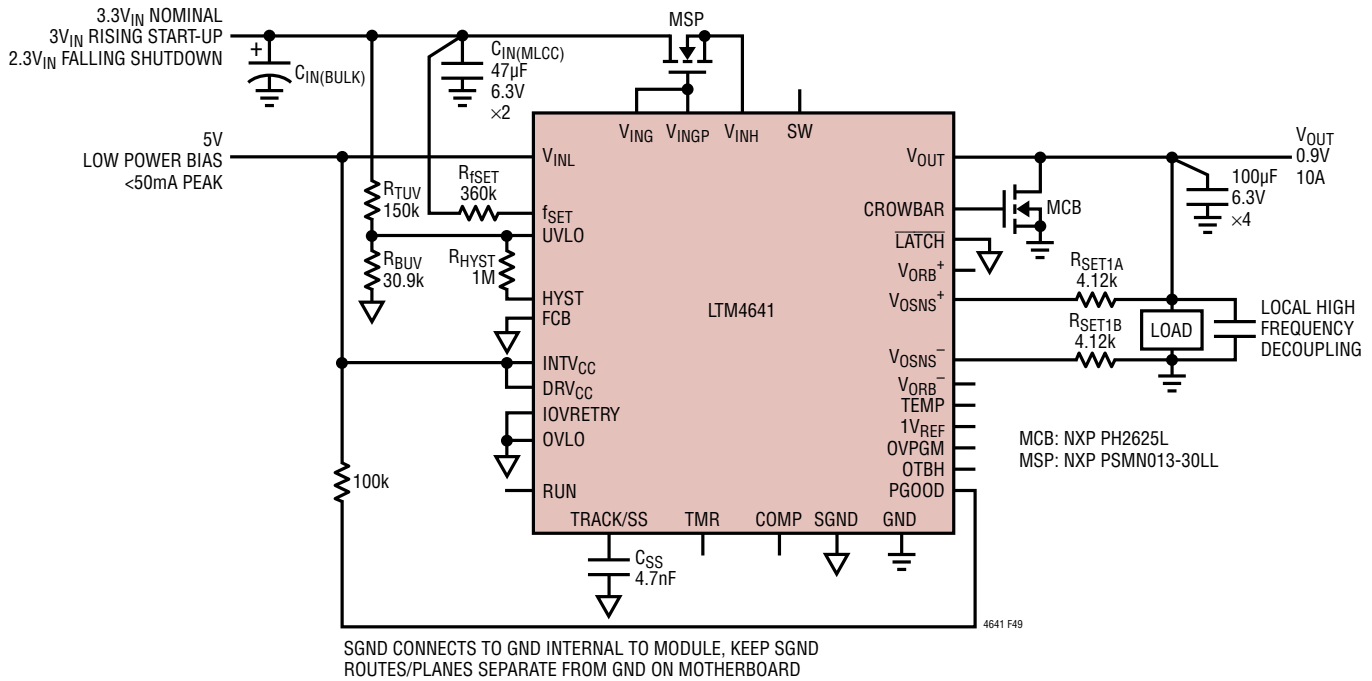 3.3VIN NOMINAL
3VIN RISING START-UP
2.3VIN FALLING SHUTDOWN
+
CIN(BULK)
CIN(MLCC)
47µF
6.3V
×2
MSP
VING VINGP VINH SW
5V
LOW POWER BIAS
<50mA PEAK
RTUV
150k
RfSET
360k
RBUV
30.9k
RHYST
1M
100k
VINL
fSET
UVLO
HYST
FCB
INTVCC
DRVCC
IOVRETRY
OVLO
RUN
LTM4641
VOUT
CROWBAR
LATCH
VORB+
VOSNS+
VOSNS−
VORB−
TEMP
1VREF
OVPGM
OTBH
PGOOD
TRACK/SS TMR COMP SGND GND
CSS
4.7nF
MCB
VOUT
0.9V
10A
100µF
6.3V
×4
RSET1A
4.12k
RSET1B
4.12k
LOAD
LOCAL HIGH
FREQUENCY
DECOUPLING
MCB: NXP PH2625L
MSP: NXP PSMN013-30LL
4641 F49
SGND CONNECTS TO GND INTERNAL TO MODULE, KEEP SGND
ROUTES/PLANES SEPARATE FROM GND ON MOTHERBOARD